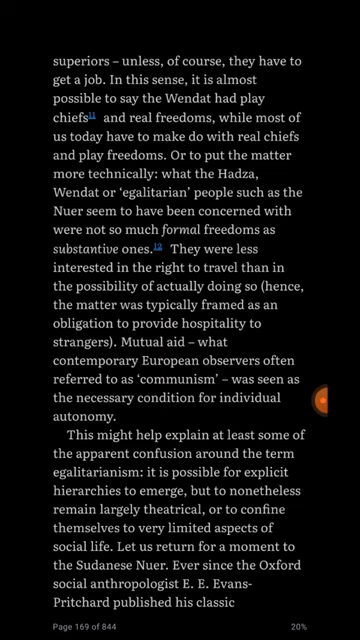 superiors – unless, of course, they have to
get a job. In this sense, it is almost
possible to say the Wendat had play
chiefs11 and real freedoms, while most of
us today have to make do with real chiefs
and play freedoms. Or to put the matter
more technically: what the Hadza,
Wendat or ‘egalitarian’ people such as the
Nuer seem to have been concerned with
were not so much formal freedoms as
substantive ones.12 They were less
interested in the right to travel than in
the possibility of actually doing so (hence,
the matter was typically framed as an
obligation to provide hospitality to
strangers). Mutual aid – what
contemporary European observers often
referred to as ‘communism’ – was seen as
the necessary condition for individual
autonomy.
This might help explain at least some of
the apparent confusion around the term
egalitarianism: it is possible for explicit
hierarchies to emerge, but to nonetheless
remain largely theatrical, or to confine
themselves to very limited aspects of
social life. Let us return for a moment to
the Sudanese Nuer. Ever since the Oxford
social anthropologist E. E. Evans-
Pritchard published his classic
Page 169 of 844 20%